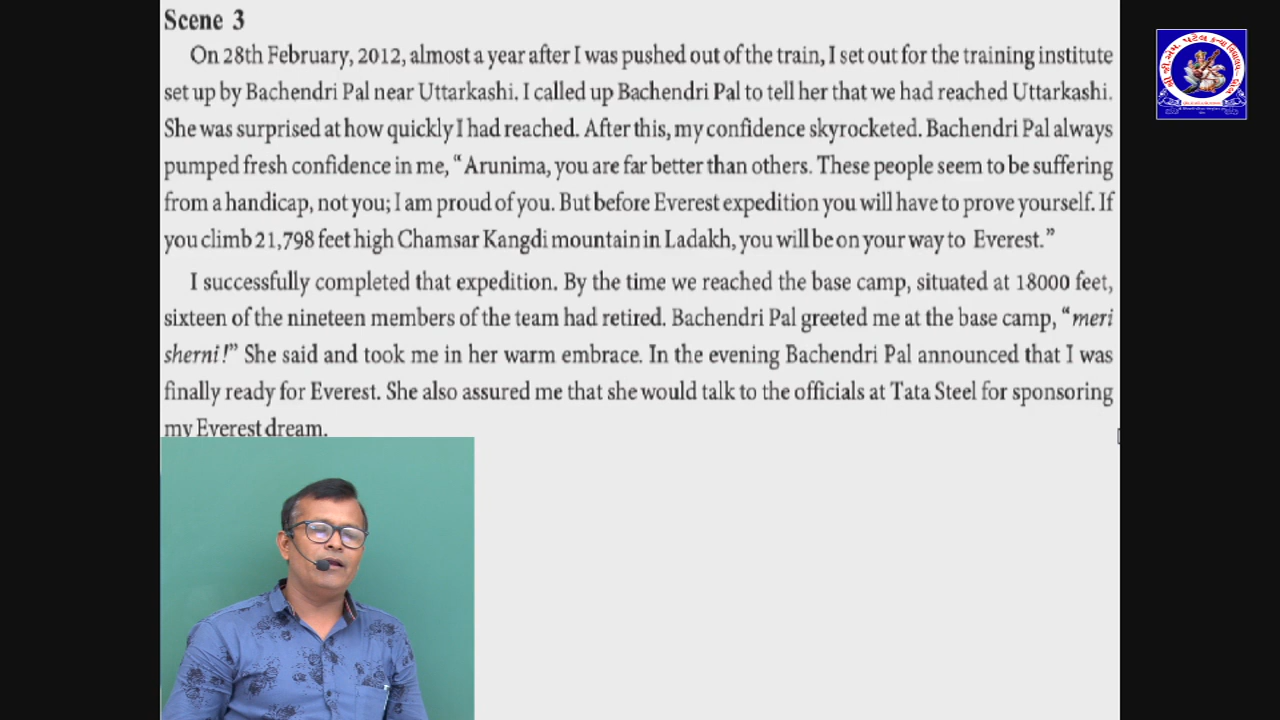 Scene 3
On 28th February, 2012, almost a year after I was pushed out of the train, I set out for the training institute
set up by Bachendri Pal near Uttarkashi. I called up Bachendri Pal to tell her that we had reached Uttarkashi.
She was surprised at how quickly I had reached. After this, my confidence skyrocketed. Bachendri Pal always
pumped fresh confidence in me, “Arunima, you are far better than others. These people seem to be suffering
from a handicap, not you; I am proud of you. But before Everest expedition you will have to prove yourself. If
you climb 21,798 feet high Chamsar Kangdi mountain in Ladakh, you will be on your way to Everest.”
I successfully completed that expedition. By the time we reached the base camp, situated at 18000 feet,
sixteen of the nineteen members of the team had retired. Bachendri Pal greeted me at the base camp, “meri
sherni!” She said and took me in her warm embrace. In the evening Bachendri Pal announced that I was
finally ready for Everest. She also assured me that she would talk to the officials at Tata Steel for sponsoring
my Everest dream.